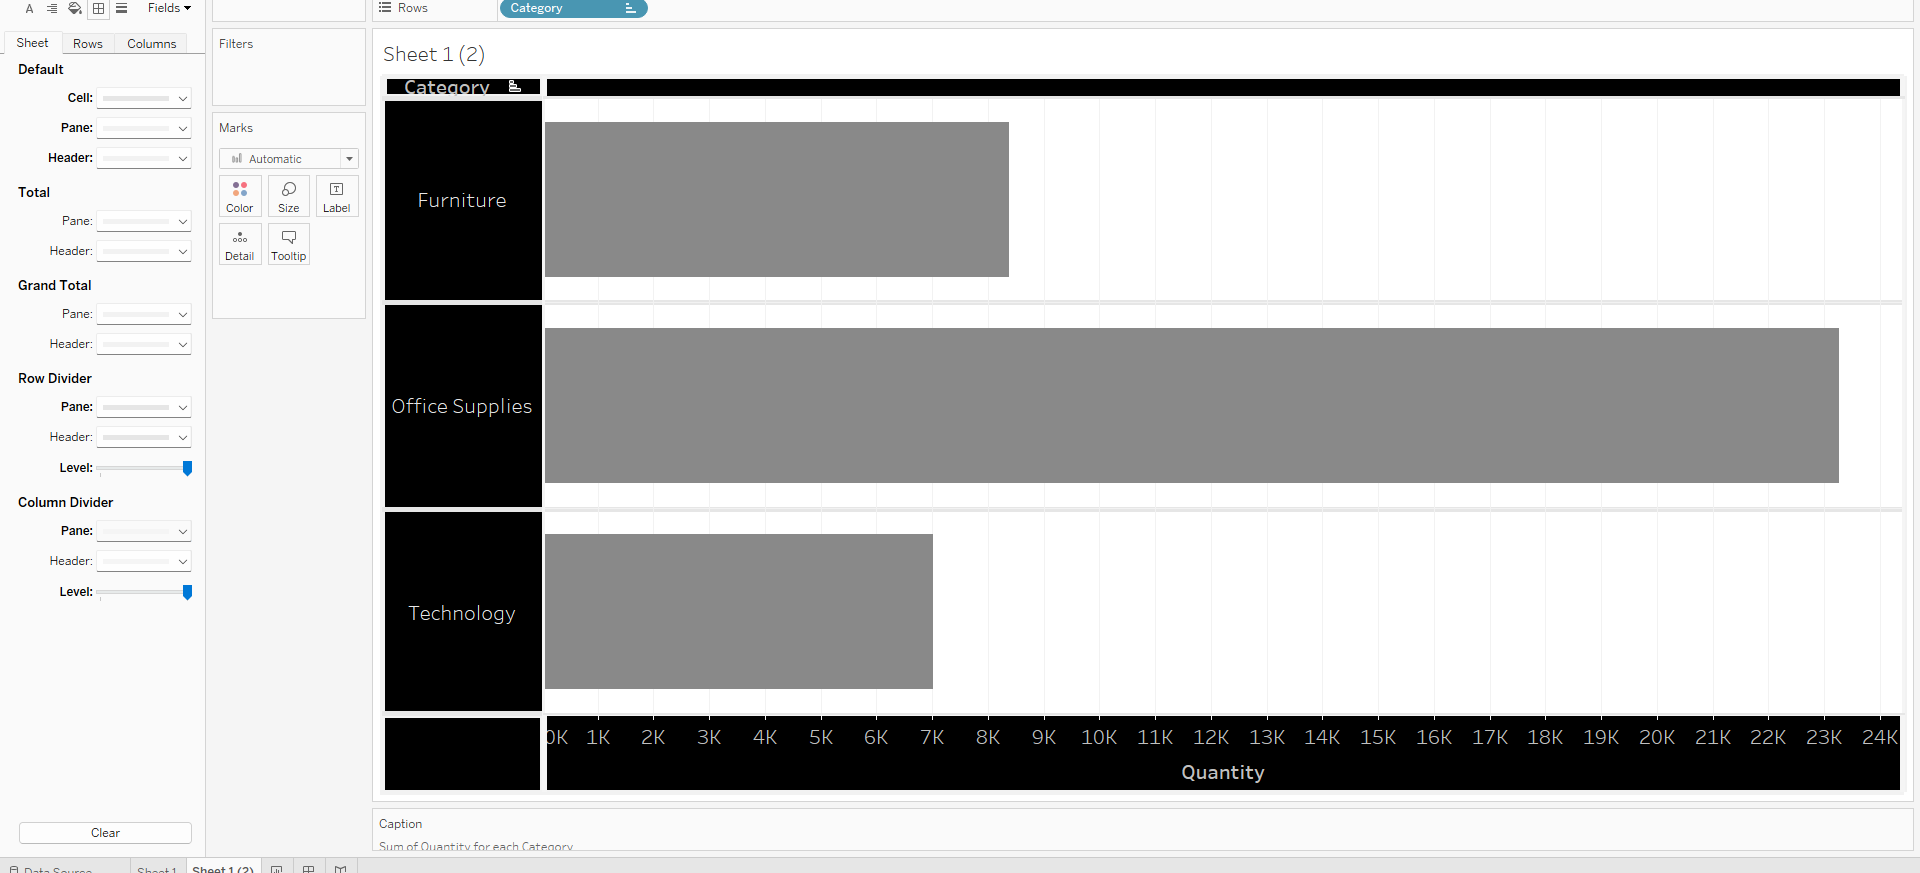 A
Fields
Rows
Category
Sheet
Rows
Columns
Default
Cell:
Pane:
Header:
Total
Pane:
Header:
Grand Total
Pane:
Header:
Row Divider
Pane:
Header:
Level:
Column Divider
Pane:
Header:
Level:
Clear
Filters
Marks
Automatic
Color
Size
T
Label
Detail
Tooltip
Sheet 1 (2)
Category
Furniture
Office Supplies
Technology
0K 1K 2K 3K 4K 5K 6K 7K 8K 9K 10K 11K 12K 13K 14K 15K 16K 17K 18K 19K 20K 21K 22K 23K 24K
Quantity
Caption
Sum of Quantity for each Category.
Data Source
Sheet 1
Sheet 1 (2)